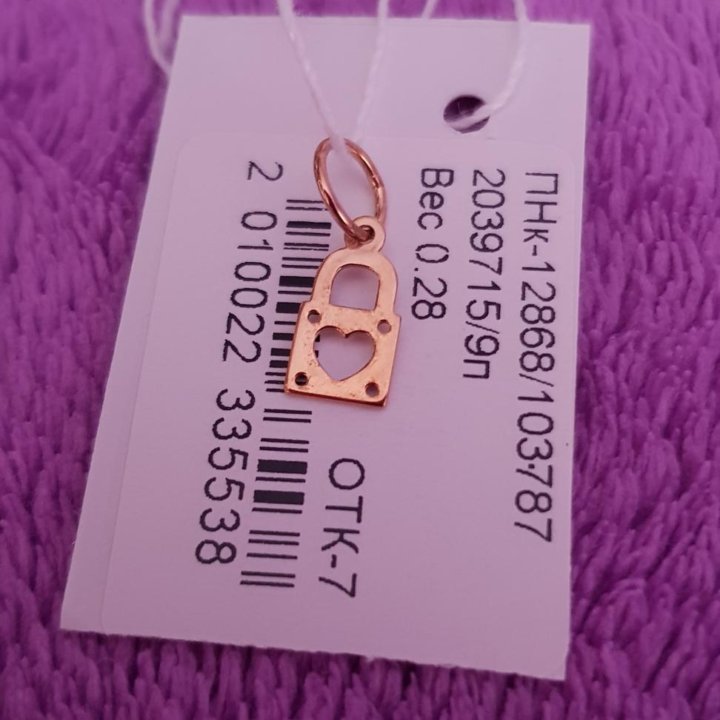 ПНк-12868/103787
2039715/9п
Вес 0.28
ОТК-7
2 010022 335538